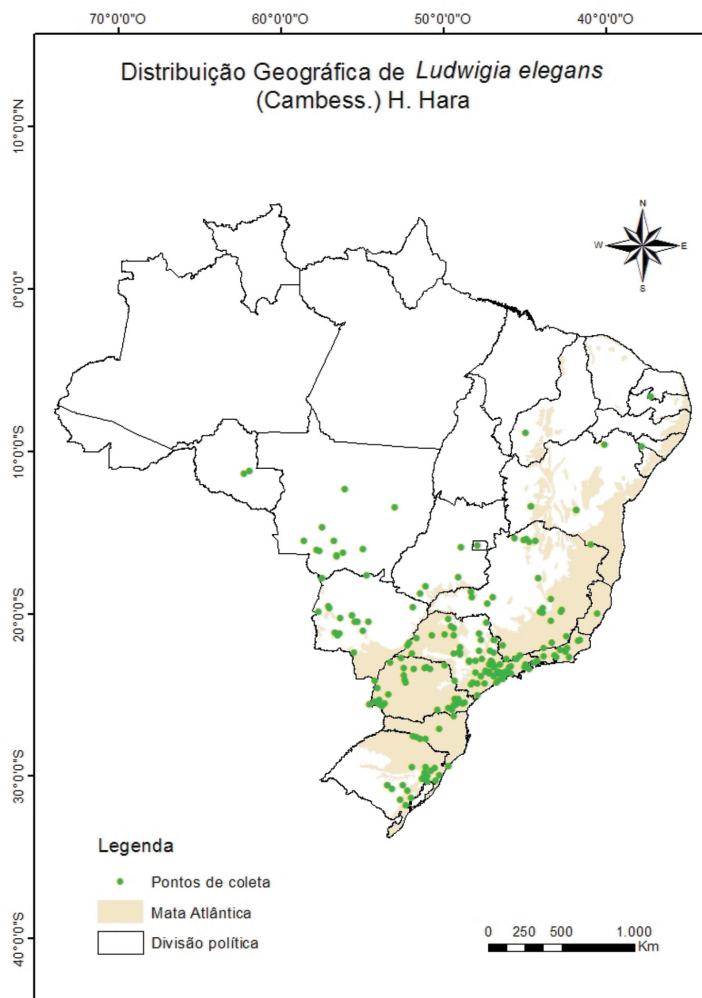 70°0'0"O 60°0'0"O 50°0'0"O 40°0'0"O
Distribuição Geográfica de Ludwigia elegans
(Cambess.) H. Hara
10°0'0"N
N
W E
S
0°0'0"
10°0'0"S
20°0'0"S
30°0'0"S
40°0'0"S
Legenda
Pontos de coleta
Mata Atlântica
Divisão política
0 250 500 1.000
Km